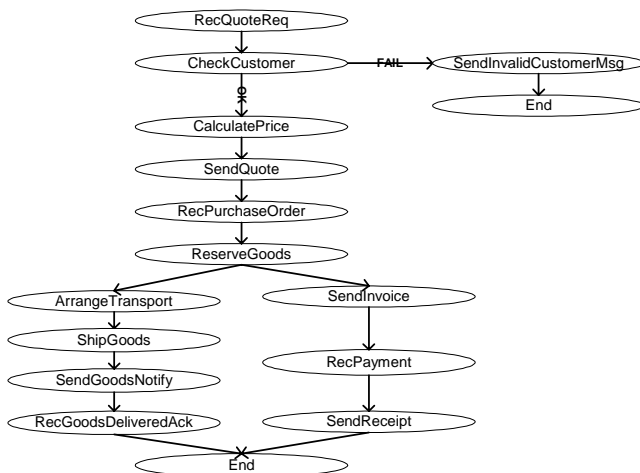 RecQuoteReq
CheckCustomer
FAIL
SendInvalidCustomerMsg
OK
End
CalculatePrice
SendQuote
RecPurchaseOrder
ReserveGoods
ArrangeTransport
SendInvoice
ShipGoods
RecPayment
SendGoodsNotify
RecGoodsDeliveredAck
SendReceipt
End